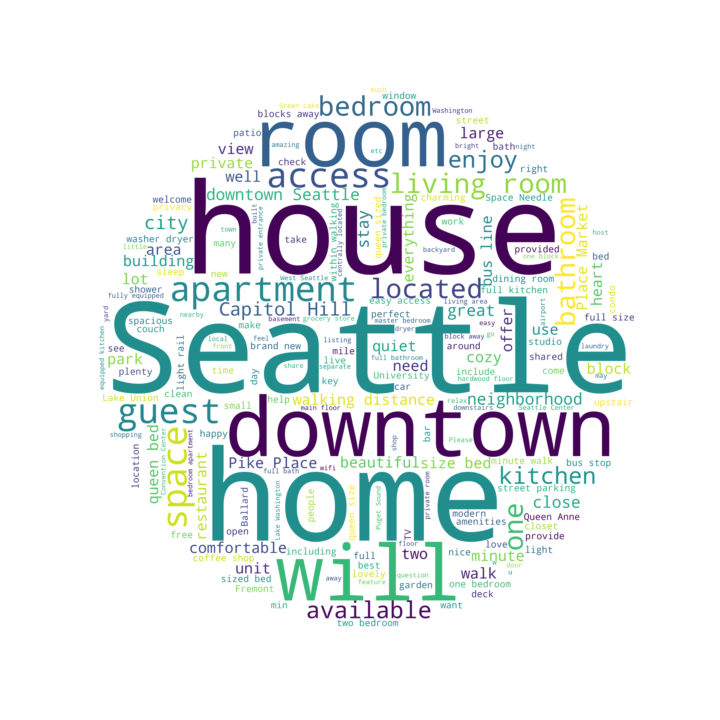 much
Green Lake
window
Washington
bedroom
street
blocks away
room
patio
amazing
etc
bright
bath
night
view
large
well
check
enjoy
right
private
access
living room
welcome
downtown Seattle
privacy
built
private entrance
town
many
take
centrally located
within walking
stay
queen sized
private bedroom
everything
charming
Space Needle
work
bus line
backyard
one block
provided
bathroom
Place Market
host
city
little
house
washer dryer
area
building
sleep
new
West Seattle
dining room
full kitchen
heart
bed
condo
fully equipped
shower
lot
nearby
apartment
located
easy access
living area
airport
full size
yard
equipped kitchen
spacious
couch
Capitol Hill
basement
grocery store
perfect
master bedroom
great
offer
use
studio
laundry
see
park
local
front
make
brand new
feel
listing
mile
quiet
dryer
block away
easy
go
around
shared
Seattle
plenty
light rail
time
day
share
separate
live
full bathroom
University
need
include
cozy
come
block
may
Lake Union
clean
small
help
key
car
hardwood floor
neighborhood
upstair
guest
happy
main floor
walking distance
relax
downstairs
Seattle Center
shopping
location
queen bed
Convention Center
space
bedroom apartment
downtown
shop
bar
Please
free
restaurant
Pike Place
full bath
wifi
beautiful
size bed
minute walk
bus stop
kitchen
street parking
close
open
Ballard
home
Lake Washington
people
queen size
Puget Sound
private room
modern
amenities
closet
Queen Anne
one
provide
comfortable
coffee shop
including
full
best
TV
floor
two
nice
love
minute
door
light
unit
sized bed
Fremont
will
away
lovely
feature
question
garden
w
u
walk
one bedroom
deck
min
available
want
two bedroom